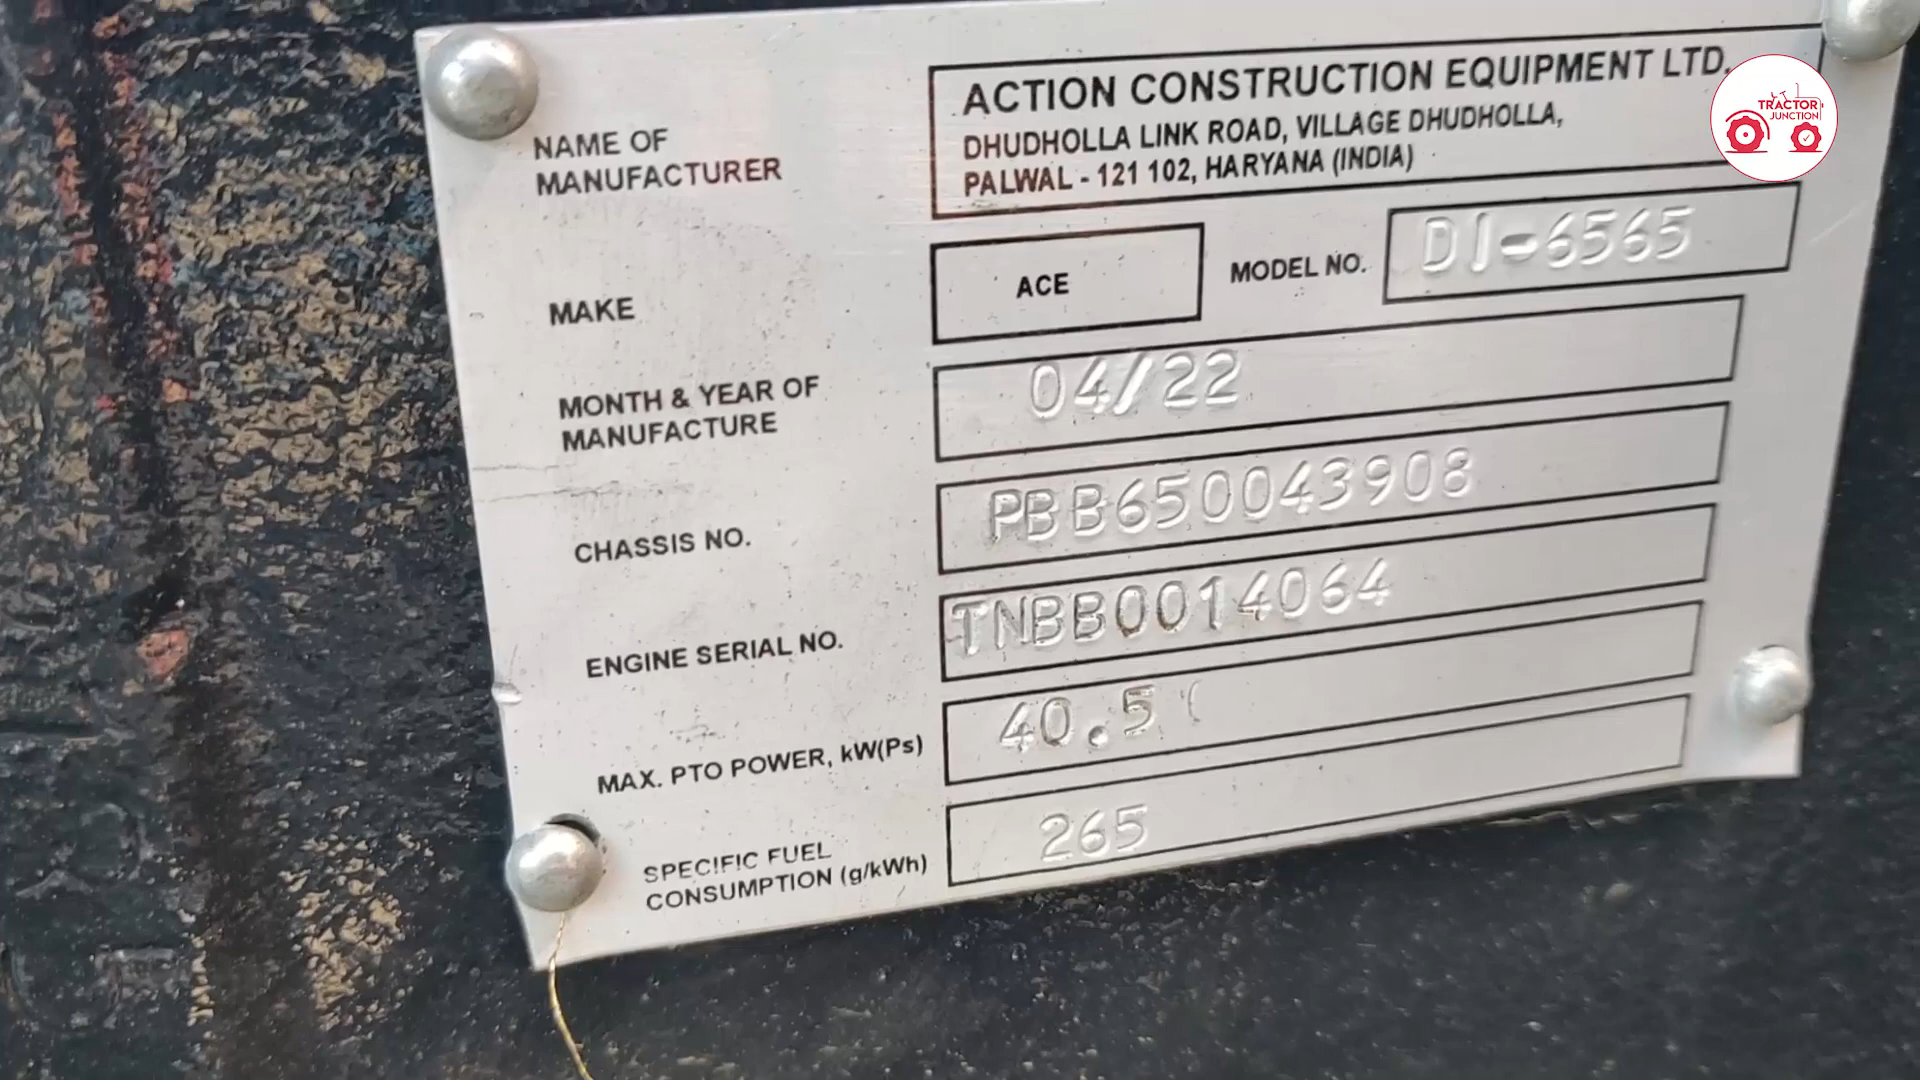 NAME OF
MANUFACTURER
ACTION CONSTRUCTION EQUIPMENT LTD.
DHUDHOLLA LINK ROAD, VILLAGE DHUDHOLLA,
PALWAL - 121 102, HARYANA (INDIA)
TRACTOR
JUNCTION
MAKE
ACE
MODEL NO.
DI-6565
MONTH & YEAR OF
MANUFACTURE
04/22
CHASSIS NO.
PBB650043908
ENGINE SERIAL NO.
TNBB0014064
MAX. PTO POWER, kW(Ps)
40.5(
SPECIFIC FUEL
CONSUMPTION (g/kWh)
265